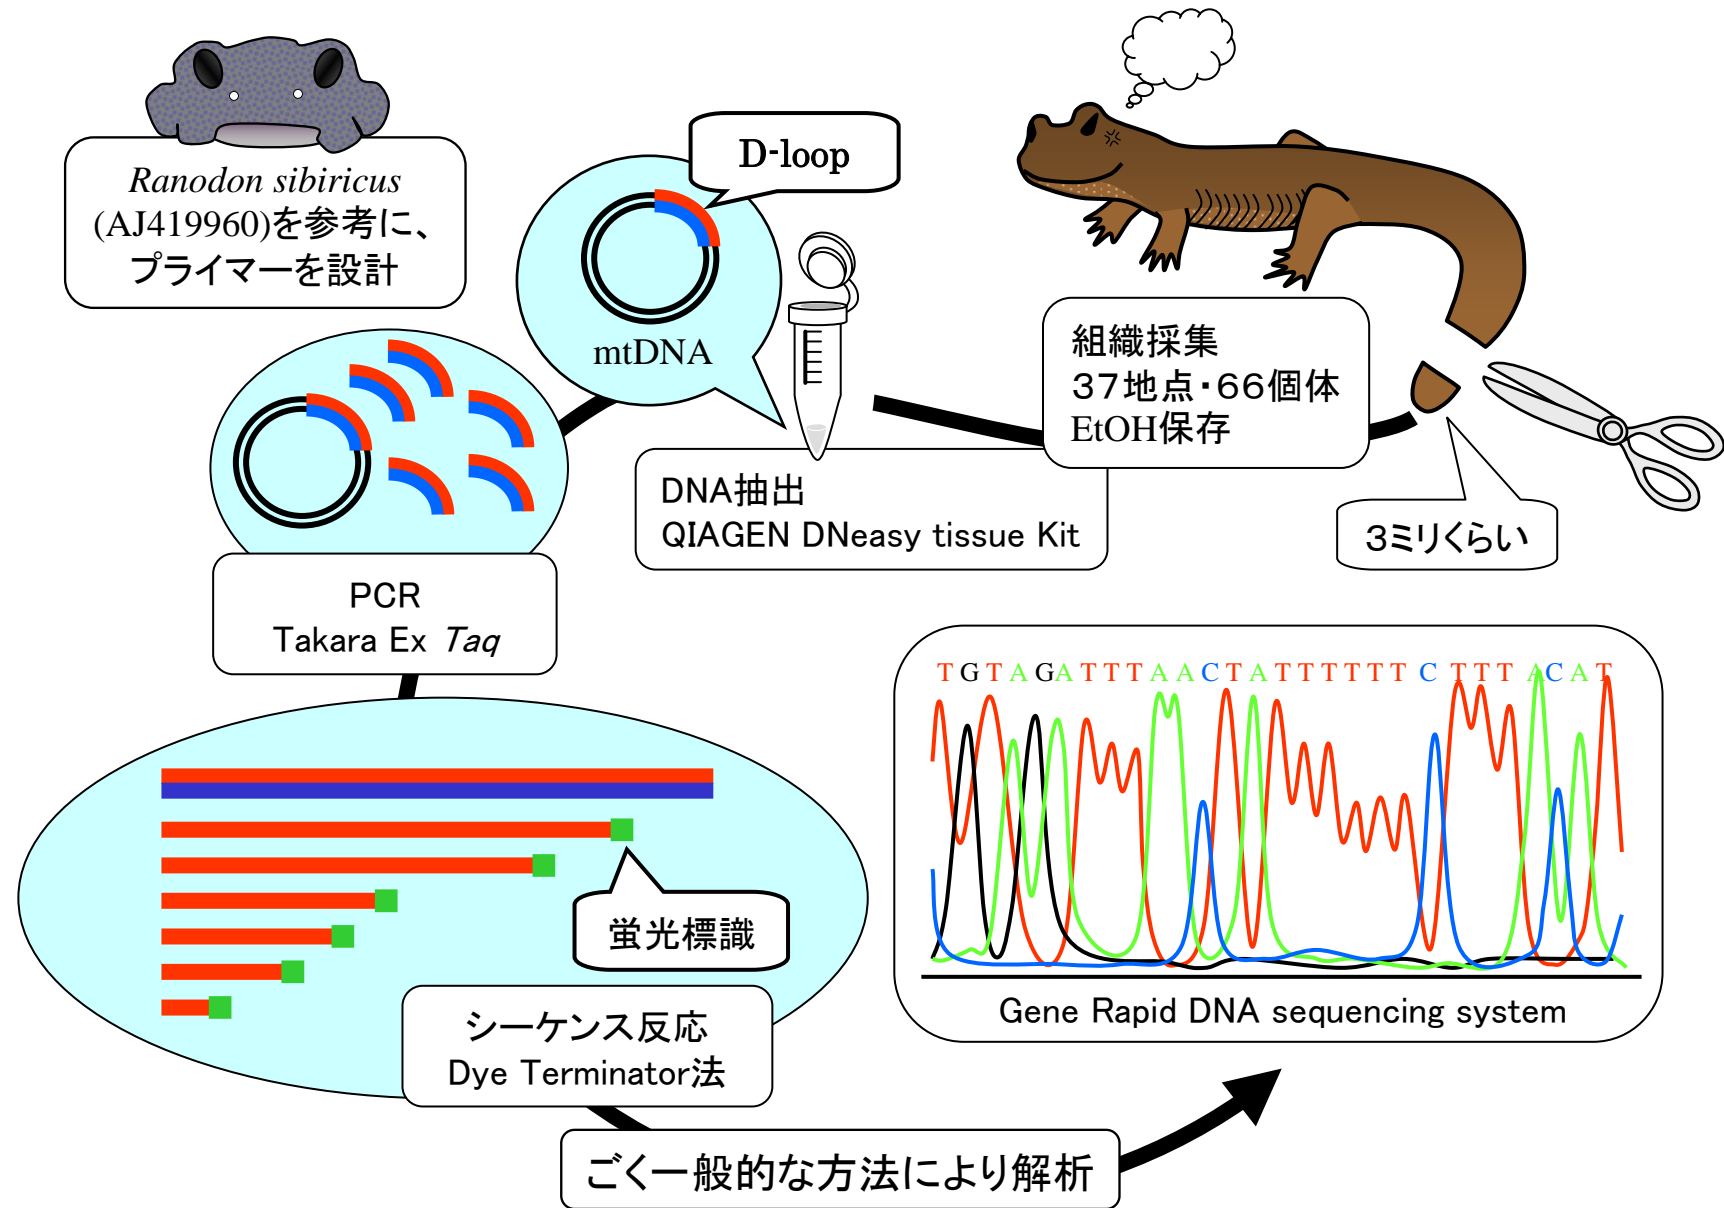 Ranodon sibiricus
(AJ419960)を参考に、
プライマーを設計
D-loop
mtDNA
組織採集
37地点・66個体
EtOH保存
3ミリくらい
DNA抽出
QIAGEN DNeasy tissue Kit
PCR
Takara Ex Taq
蛍光標識
シーケンス反応
Dye Terminator法
TGTAGATTTAACTATTTTTTCTTTACAT
Gene Rapid DNA sequencing system
ごく一般的な方法により解析